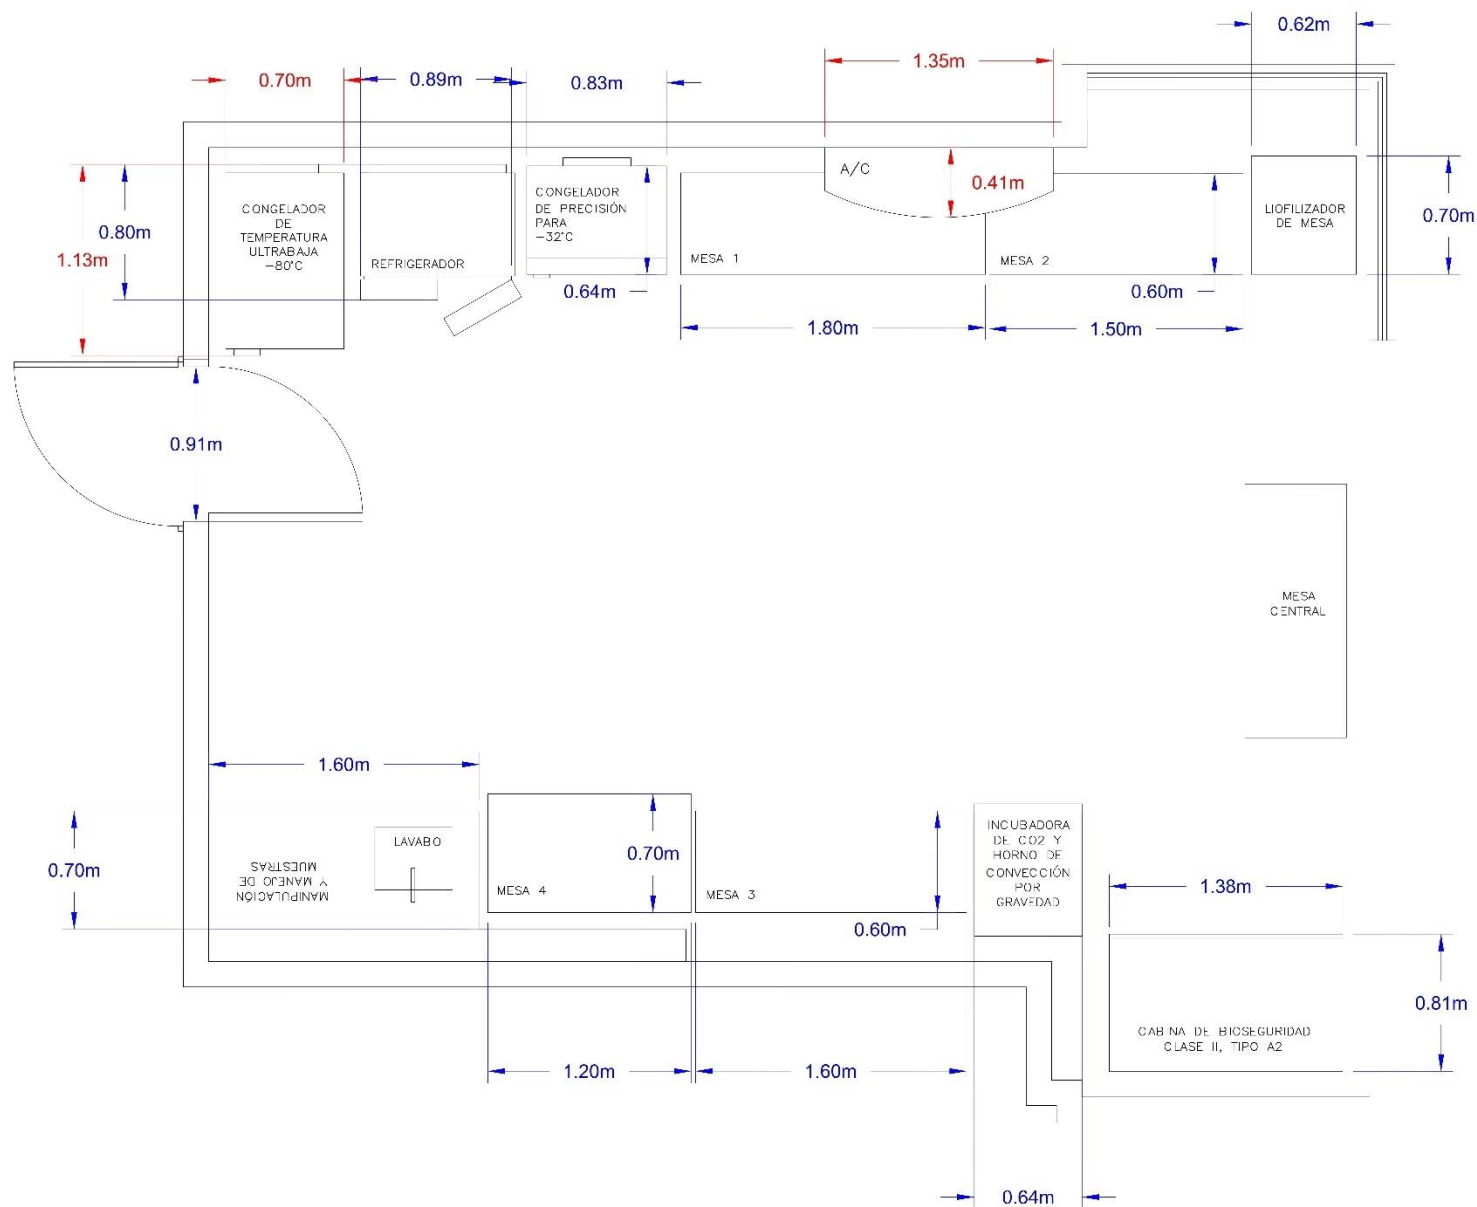 0.62m
1.35m
0.70m
0.89m
0.83m
A/C
0.41m
CONGELADOR
DE
TEMPERATURA
ULTRABAJA
-80°C
REFRIGERADOR
CONGELADOR
DE PRECISIÓN
PARA
-32°C
MESA 1
MESA 2
LIOFILIZADOR
DE MESA
0.70m
0.80m
1.13m
0.64m
0.60m
1.80m
1.50m
0.91m
MESA
CENTRAL
1.60m
0.70m
MANIPULACIÓN
Y MANEJO DE
MUESTRAS
LAVABO
MESA 4
0.70m
MESA 3
0.60m
INCUBADORA
DE CO2 Y
HORNO DE
CONVECCIÓN
POR
GRAVEDAD
1.38m
0.81m
CABINA DE BIOSEGURIDAD
CLASE II, TIPO A2
1.20m
1.60m
0.64m